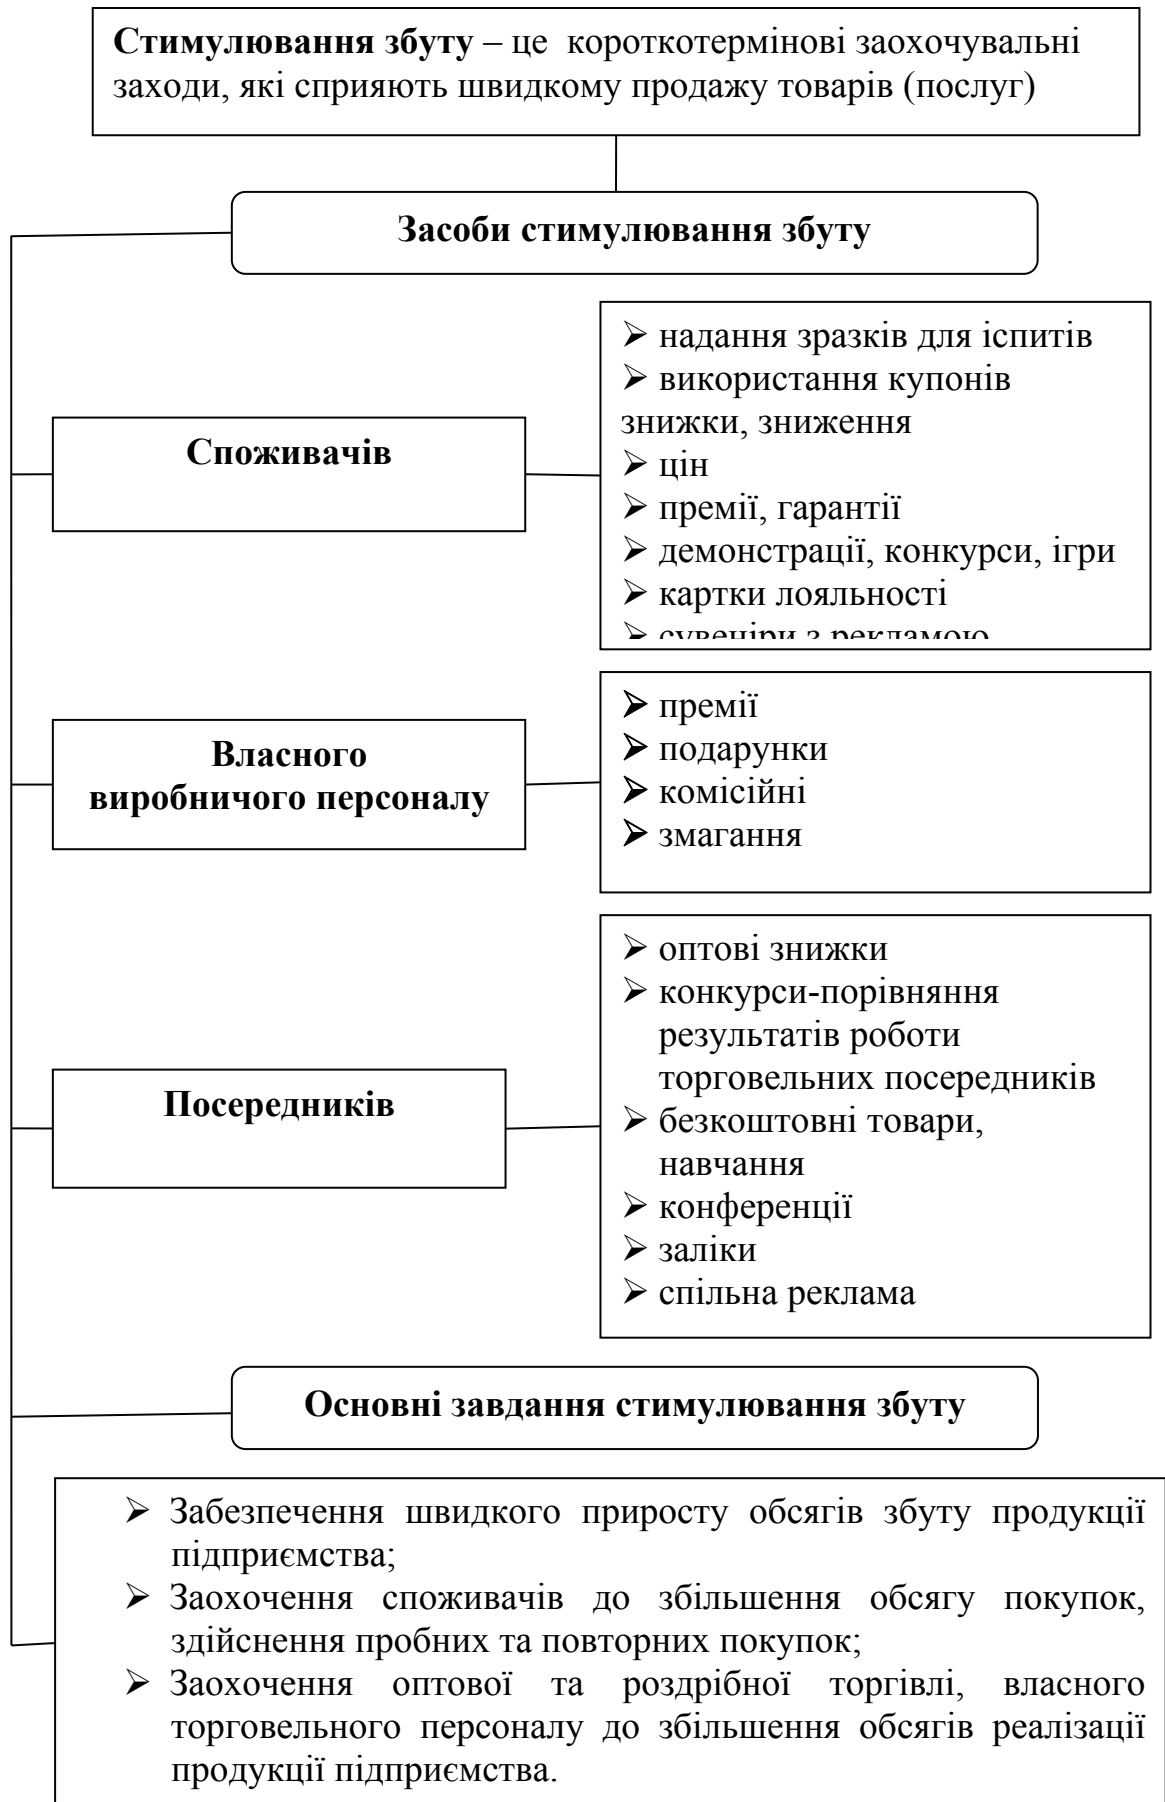 Стимулювання збуту – це короткотермінові заохочувальні
заходи, які сприяють швидкому продажу товарів (послуг)
Засоби стимулювання збуту
Споживачів
➢ надання зразків для іспитів
➢ використання купонів
знижки, зниження
➢ цін
➢ премії, гарантії
➢ демонстрації, конкурси, ігри
➢ картки лояльності
➢ сувеніри з рекламою
Власного
виробничого персоналу
➢ премії
➢ подарунки
➢ комісійні
➢ змагання
Посередників
➢ оптові знижки
➢ конкурси-порівняння
результатів роботи
торговельних посередників
➢ безкоштовні товари,
навчання
➢ конференції
➢ заліки
➢ спільна реклама
Основні завдання стимулювання збуту
➢ Забезпечення швидкого приросту обсягів збуту продукції
підприємства;
➢ Заохочення споживачів до збільшення обсягу покупок,
здійснення пробних та повторних покупок;
➢ Заохочення оптової та роздрібної торгівлі, власного
торговельного персоналу до збільшення обсягів реалізації
продукції підприємства.